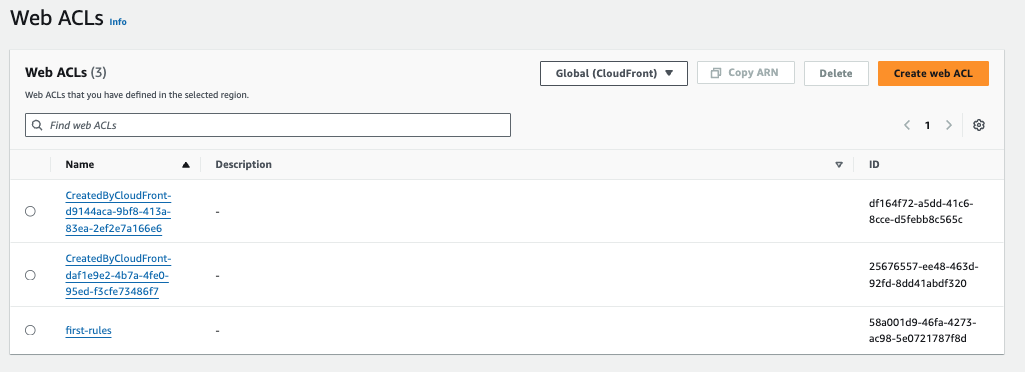 Web ACLs Info
Web ACLs (3)
Global (CloudFront)
Copy ARN
Delete
Create web ACL
Web ACLs that you have defined in the selected region.
Find web ACLs
1
Name
Description
ID
CreatedByCloudFront-
d9144aca-9bf8-413a-
83ea-2ef2e7a166e6
-
df164f72-a5dd-41c6-
8cce-d5febb8c565c
CreatedByCloudFront-
daf1e9e2-4b7a-4fe0-
95ed-f3cfe73486f7
-
25676557-ee48-463d-
92fd-8dd41abdf320
first-rules
-
58a001d9-46fa-4273-
ac98-5e0721787f8d